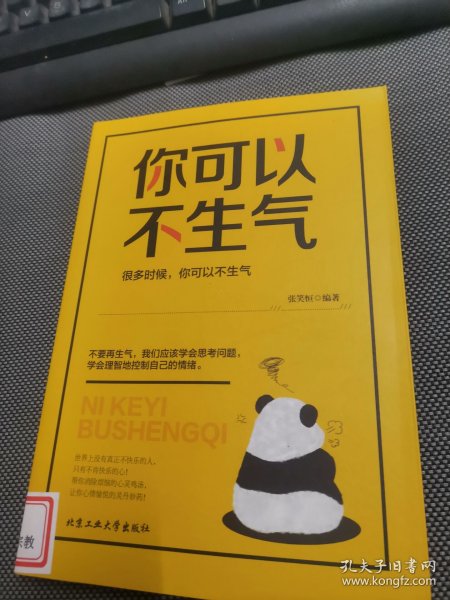 你可以
不生气
很多时候，你可以不生气
张笑恒◎编著
不要再生气，我们应该学会思考问题，
学会理智地控制自己的情绪。
NI KEYI
BUSHENGQI
世界上没有真正不快乐的人，
只有不肯快乐的心！
帮你消除烦恼的心灵鸡汤，
让你心情愉悦的灵丹妙药！
教
北京工业大学出版社
孔夫子旧书网
www.kongfz.com